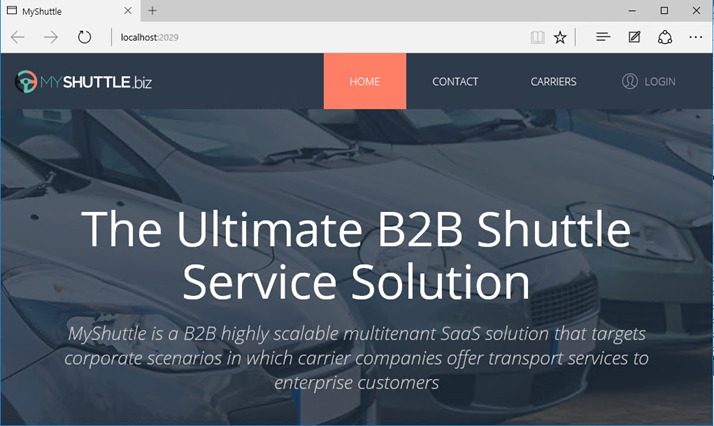 MyShuttle
localhost:2029
MYSHUTTLE.biz
HOME
CONTACT
CARRIERS
LOGIN
The Ultimate B2B Shuttle
Service Solution
MyShuttle is a B2B highly scalable multitenant SaaS solution that targets
corporate scenarios in which carrier companies offer transport services to
enterprise customers